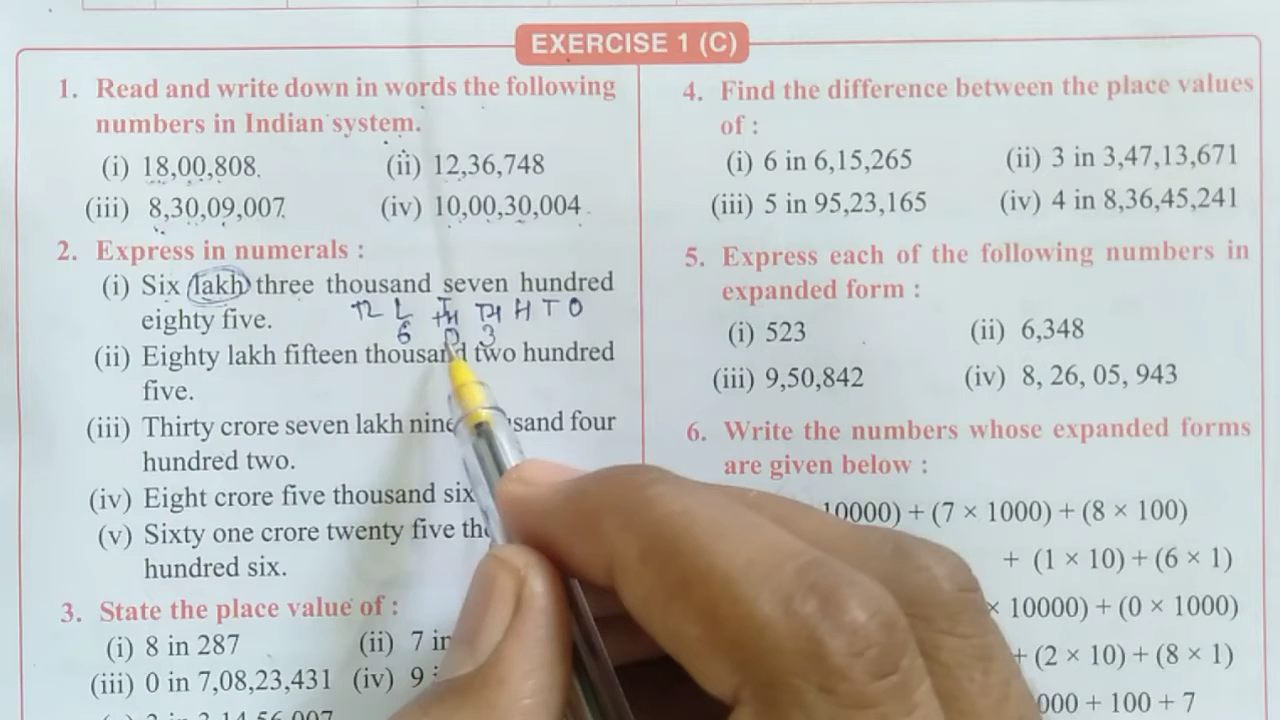 EXERCISE 1 (C)
1. Read and write down in words the following
numbers in Indian system.
(i) 18,00,808. (ii) 12,36,748
(iii) 8,30,09,007 (iv) 10,00,30,004
2. Express in numerals :
(i) Six lakh three thousand seven hundred
eighty five.
L TH H T O
6 0 3
(ii) Eighty lakh fifteen thousand two hundred
five.
(iii) Thirty crore seven lakh four
hundred two.
(iv) Eight crore five thousand six
(v) Sixty one crore twenty five
hundred six.
3. State the place value of :
(i) 8 in 287 (ii) 7
(iii) 0 in 7,08,23,431 (iv) 9
4. Find the difference between the place values
of :
(i) 6 in 6,15,265 (ii) 3 in 3,47,13,671
(iii) 5 in 95,23,165 (iv) 4 in 8,36,45,241
5. Express each of the following numbers in
expanded form :
(i) 523 (ii) 6,348
(iii) 9,50,842 (iv) 8, 26, 05, 943
6. Write the numbers whose expanded forms
are given below :
10000) + (7 × 1000) + (8 × 100)
+ (1 × 10) + (6 × 1)
× 10000) + (0 × 1000)
+ (2 × 10) + (8 × 1)
+ 100 + 7